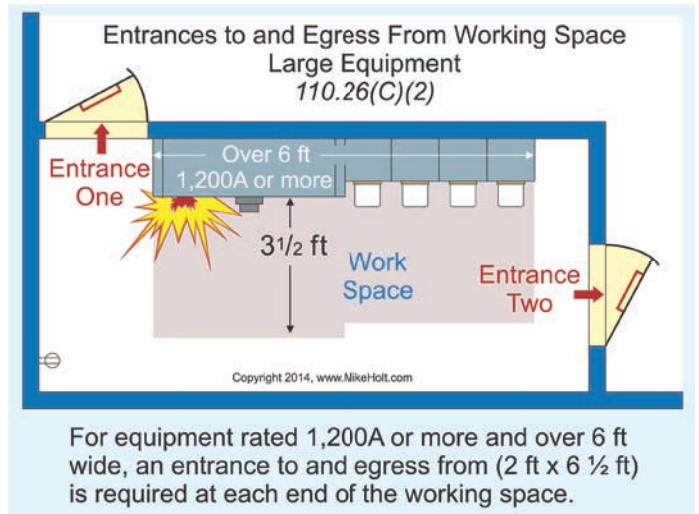 Entrances to and Egress From Working Space
Large Equipment
110.26(C)(2)
Over 6 ft
1,200A or more
Entrance
One
3 1/2 ft
Work
Space
Entrance
Two
Copyright 2014, www.MikeHolt.com
For equipment rated 1,200A or more and over 6 ft
wide, an entrance to and egress from (2 ft x 6 ½ ft)
is required at each end of the working space.